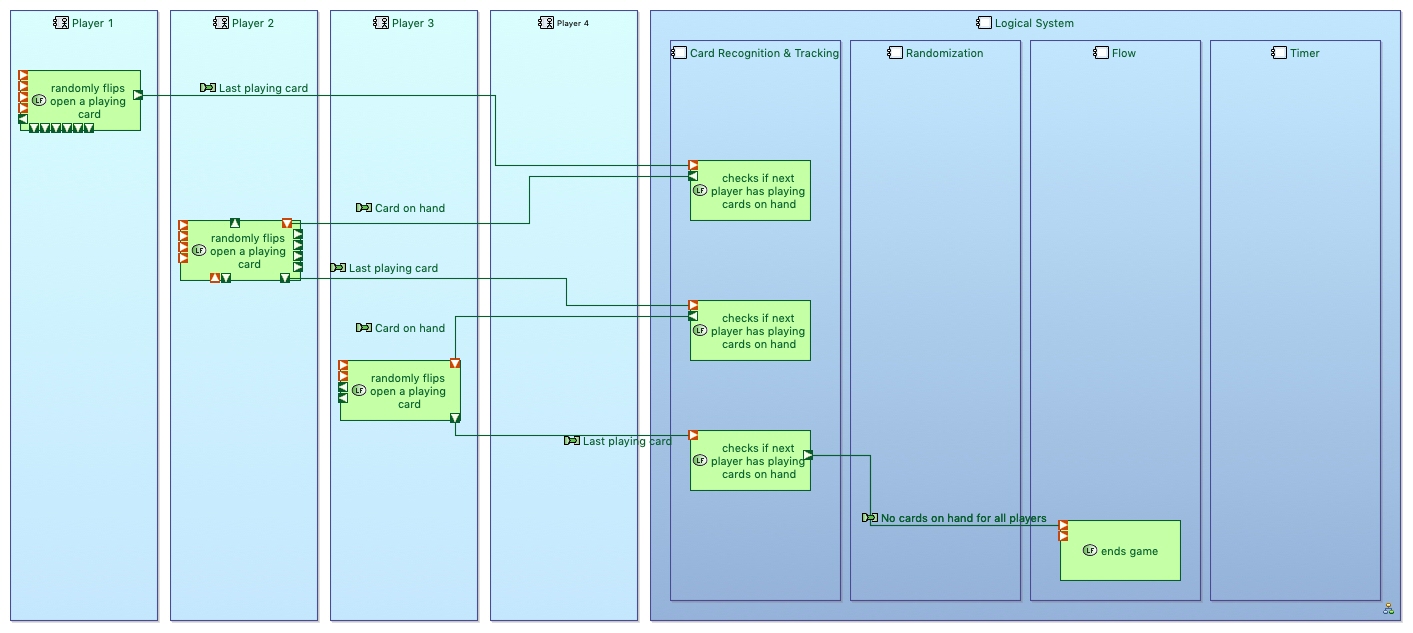 Player 1
Player 2
Player 3
Player 4
Logical System
Card Recognition & Tracking
Randomization
Flow
Timer
LF
randomly flips
open a playing
card
Last playing card
LF
checks if next
player has playing
cards on hand
Card on hand
LF
randomly flips
open a playing
card
Last playing card
LF
checks if next
player has playing
cards on hand
Card on hand
LF
randomly flips
open a playing
card
Last playing card
LF
checks if next
player has playing
cards on hand
No cards on hand for all players
LF
ends game